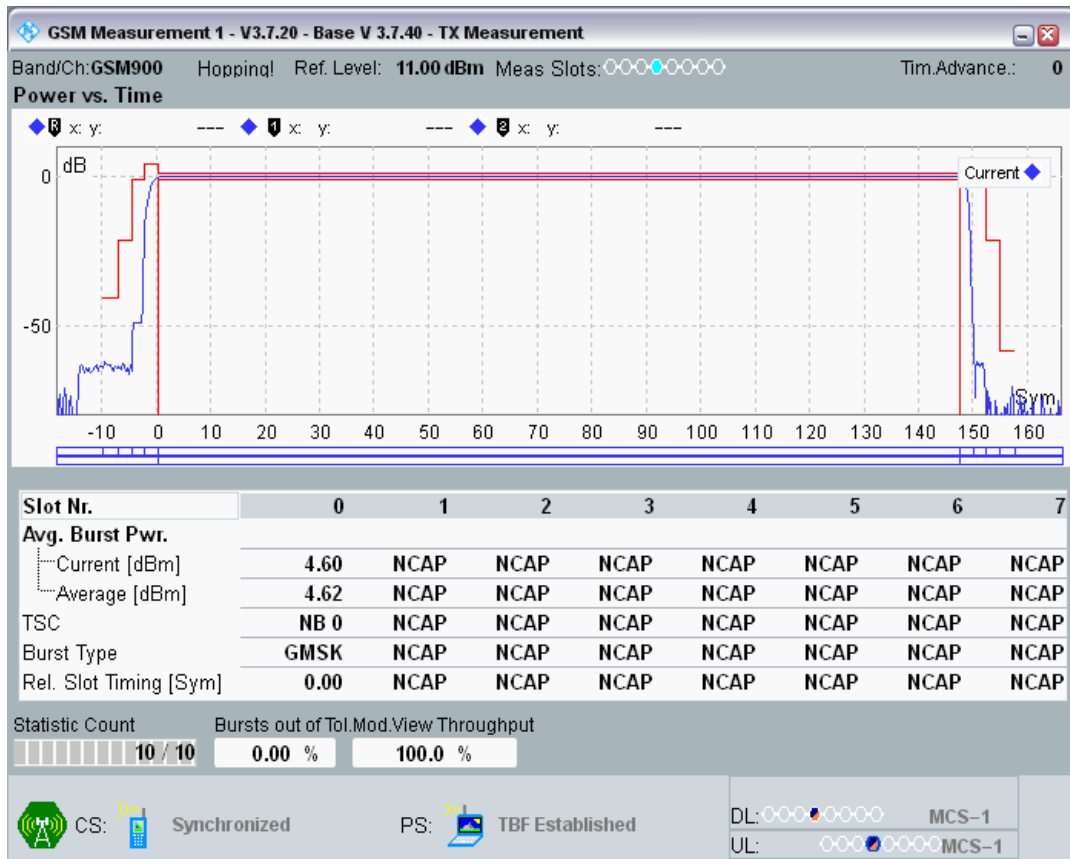 GSM Measurement 1 - V3.7.20 - Base V 3.7.40 - TX Measurement
Band/Ch:GSM900 Hopping! Ref. Level: 11.00 dBm Meas Slots: Tim.Advance.: 0
Power vs. Time
R x: y: --- 1 x: y: --- 2 x: y: ---
dB
Current
0
-50
Sym
-10 0 10 20 30 40 50 60 70 80 90 100 110 120 130 140 150 160
Slot Nr. 0 1 2 3 4 5 6 7
Avg. Burst Pwr.
Current [dBm] 4.60 NCAP NCAP NCAP NCAP NCAP NCAP NCAP
Average [dBm] 4.62 NCAP NCAP NCAP NCAP NCAP NCAP NCAP
TSC NB 0 NCAP NCAP NCAP NCAP NCAP NCAP NCAP
Burst Type GMSK NCAP NCAP NCAP NCAP NCAP NCAP NCAP
Rel. Slot Timing [Sym] 0.00 NCAP NCAP NCAP NCAP NCAP NCAP NCAP
Statistic Count Bursts out of Tol.Mod.View Throughput
10 / 10 0.00 % 100.0 %
CS: Synchronized PS: TBF Established
DL: MCS-1
UL: MCS-1